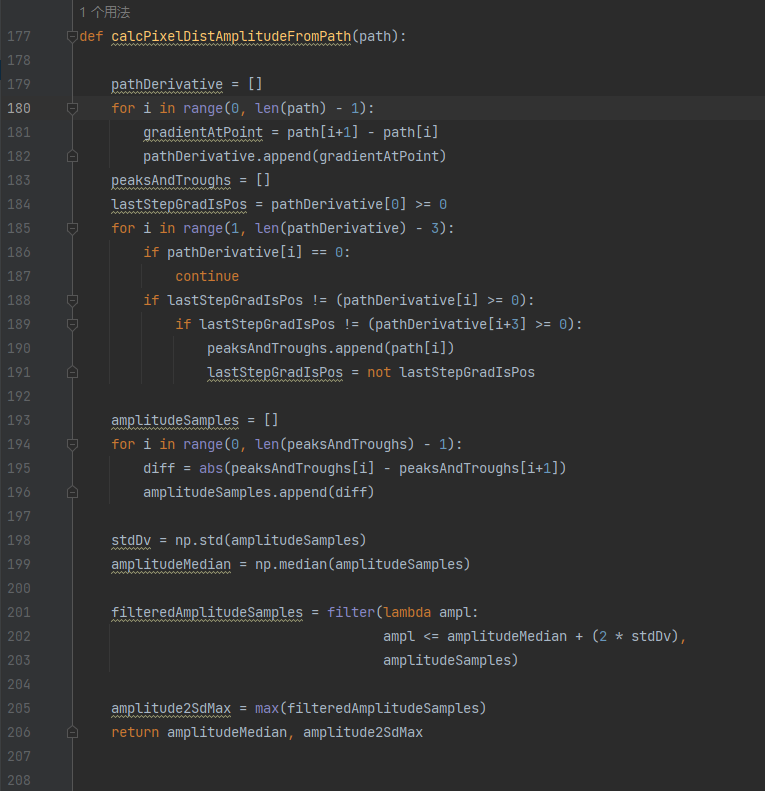 1 个用法
177 def calcPixelDistAmplitudeFromPath(path):
178
179     pathDerivative = []
180     for i in range(0, len(path) - 1):
181         gradientAtPoint = path[i+1] - path[i]
182         pathDerivative.append(gradientAtPoint)
183     peaksAndTroughs = []
184     lastStepGradIsPos = pathDerivative[0] >= 0
185     for i in range(1, len(pathDerivative) - 3):
186         if pathDerivative[i] == 0:
187             continue
188         if lastStepGradIsPos != (pathDerivative[i] >= 0):
189             if lastStepGradIsPos != (pathDerivative[i+3] >= 0):
190                 peaksAndTroughs.append(path[i])
191                 lastStepGradIsPos = not lastStepGradIsPos
192
193     amplitudeSamples = []
194     for i in range(0, len(peaksAndTroughs) - 1):
195         diff = abs(peaksAndTroughs[i] - peaksAndTroughs[i+1])
196         amplitudeSamples.append(diff)
197
198     stdDv = np.std(amplitudeSamples)
199     amplitudeMedian = np.median(amplitudeSamples)
200
201     filteredAmplitudeSamples = filter(lambda ampl:
202                                       ampl <= amplitudeMedian + (2 * stdDv),
203                                       amplitudeSamples)
204
205     amplitude2SdMax = max(filteredAmplitudeSamples)
206     return amplitudeMedian, amplitude2SdMax
207
208